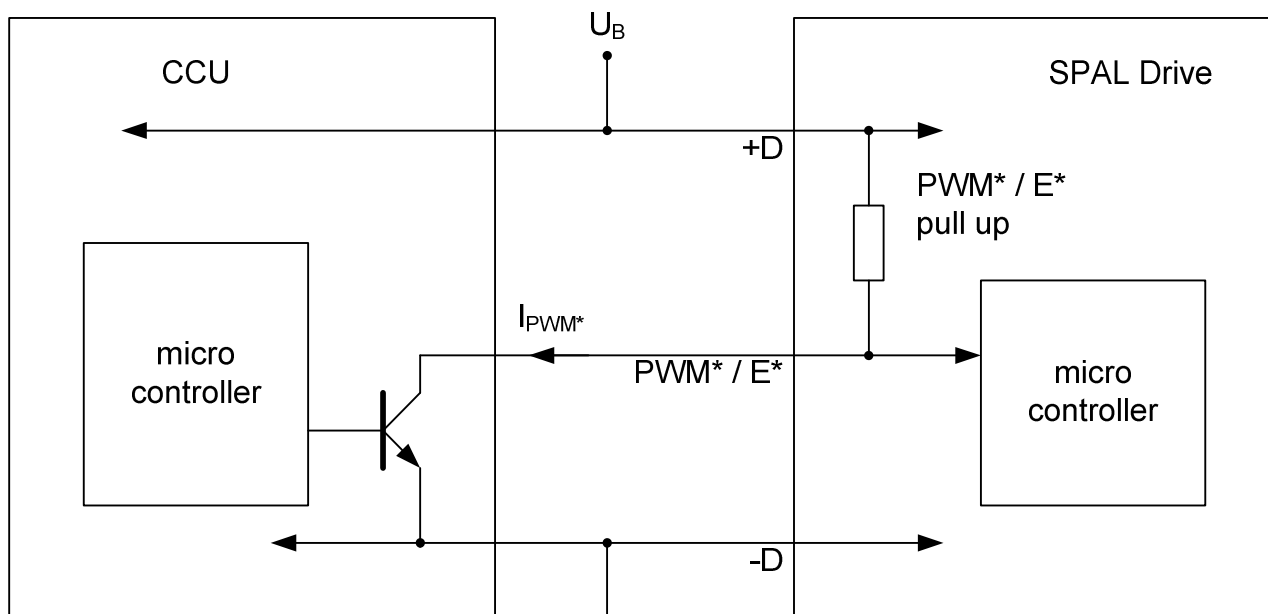 U_B
CCU
SPAL Drive
+D
PWM* / E*
pull up
I_PWM*
PWM* / E*
micro
controller
micro
controller
-D